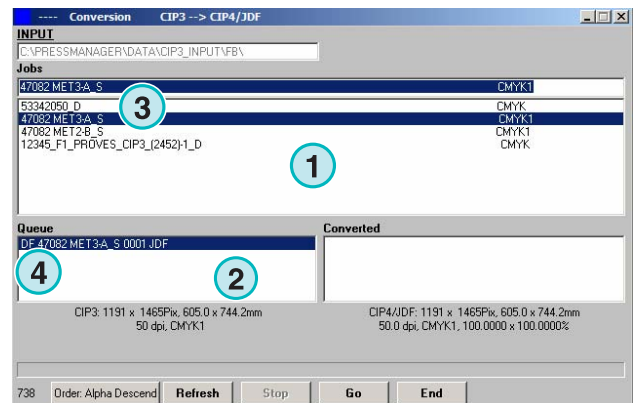 ---- Conversion CIP3 --> CIP4/JDF
INPUT
C:\PRESSMANAGER\DATA\CIP3_INPUT\FB\
Jobs
47082 MET3-A_S CMYK1
53342050_D CMYK
47082 MET3-A_S CMYK1
47082 MET2-B_S CMYK1
12345_F1_PROVES_CIP3_(2452)-1_D CMYK
3
1
Queue Converted
DF 47082 MET3-A_S 0001 JDF
4
2
CIP3: 1191 x 1465Pix, 605.0 x 744.2mm
50 dpi, CMYK1
CIP4/JDF: 1191 x 1465Pix, 605.0 x 744.2mm
50.0 dpi, CMYK1, 100.0000 x 100.0000%
738 Order: Alpha Descend Refresh Stop Go End